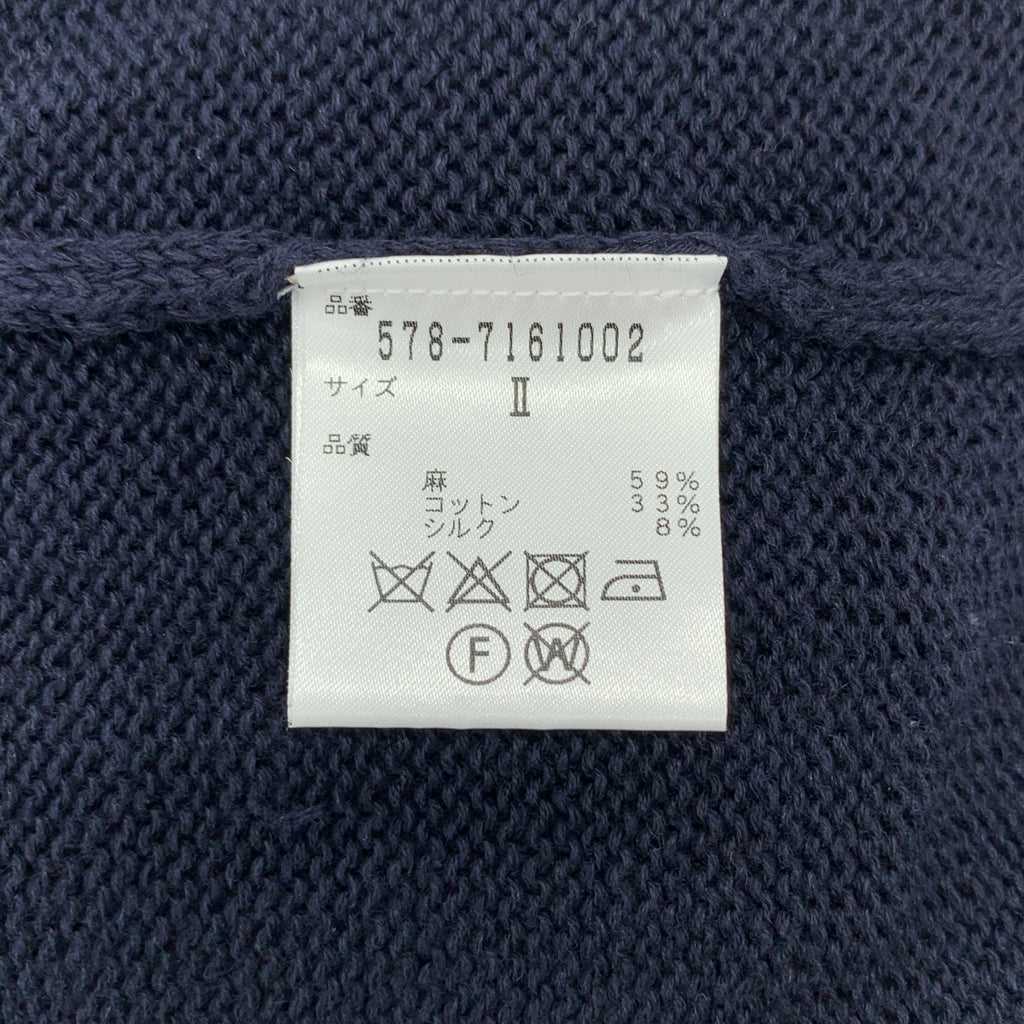 品番
578-7161002
サイズ Ⅱ
品質
麻 59%
コットン 33%
シルク 8%
F W